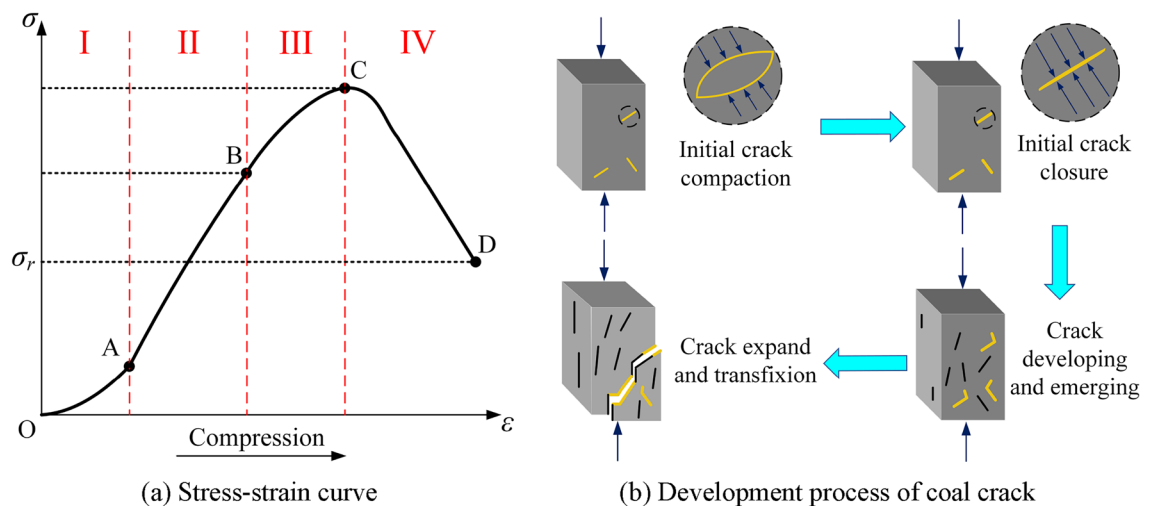 σ
I
II
III
IV
C
B
σr
D
A
O
ε
Compression
(a) Stress-strain curve
Initial crack
compaction
Initial crack
closure
Crack expand
and transfixion
Crack
developing
and emerging
(b) Development process of coal crack